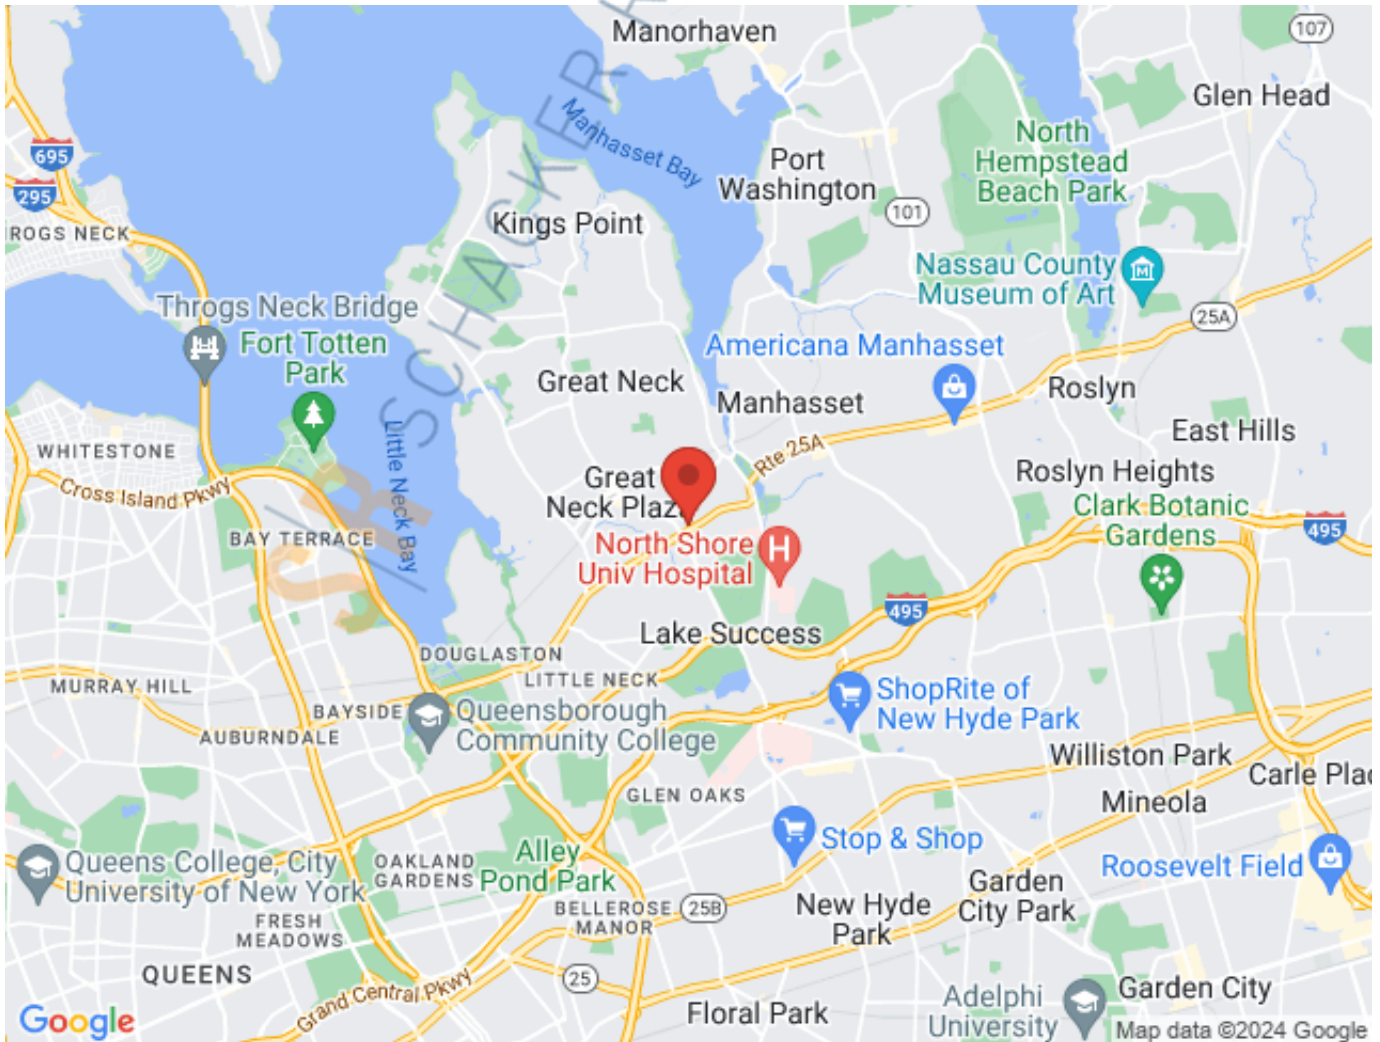 Manorhaven
107
Glen Head
Manhasset Bay
North
Hempstead
Beach Park
Port
Washington
695
295
101
Kings Point
ROGS NECK
Nassau County
Museum of Art
Throgs Neck Bridge
25A
Fort Totten
Park
Americana Manhasset
Great Neck
Manhasset
Roslyn
SCHACKER R
Little Neck Bay
WHITESTONE
East Hills
Rte 25A
Cross Island Pkwy
Great
Neck Plaza
Roslyn Heights
Clark Botanic
Gardens
495
BAY TERRACE
North Shore
Univ Hospital
H
SIR
495
Lake Success
DOUGLASTON
LITTLE NECK
MURRAY HILL
ShopRite of
New Hyde Park
BAYSIDE
Queensborough
Community College
AUBURNDALE
Williston Park
Carle Plac
GLEN OAKS
Mineola
Stop & Shop
Alley
Pond Park
OAKLAND
GARDENS
Queens College, City
University of New York
Roosevelt Field
Garden
City Park
BELLEROSE
MANOR
25B
New Hyde
Park
FRESH
MEADOWS
QUEENS
25
Grand Central Pkwy
Garden City
Adelphi
University
Floral Park
Google
Map data ©2024 Google